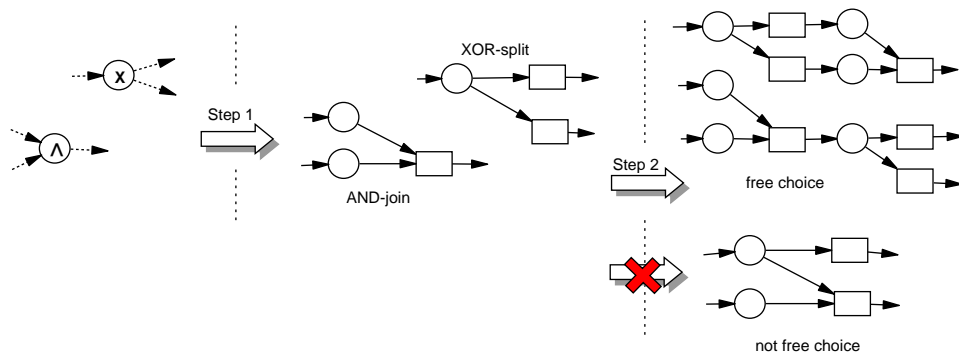 XOR-split
X
Step 1
∧
Step 2
free choice
AND-join
not free choice